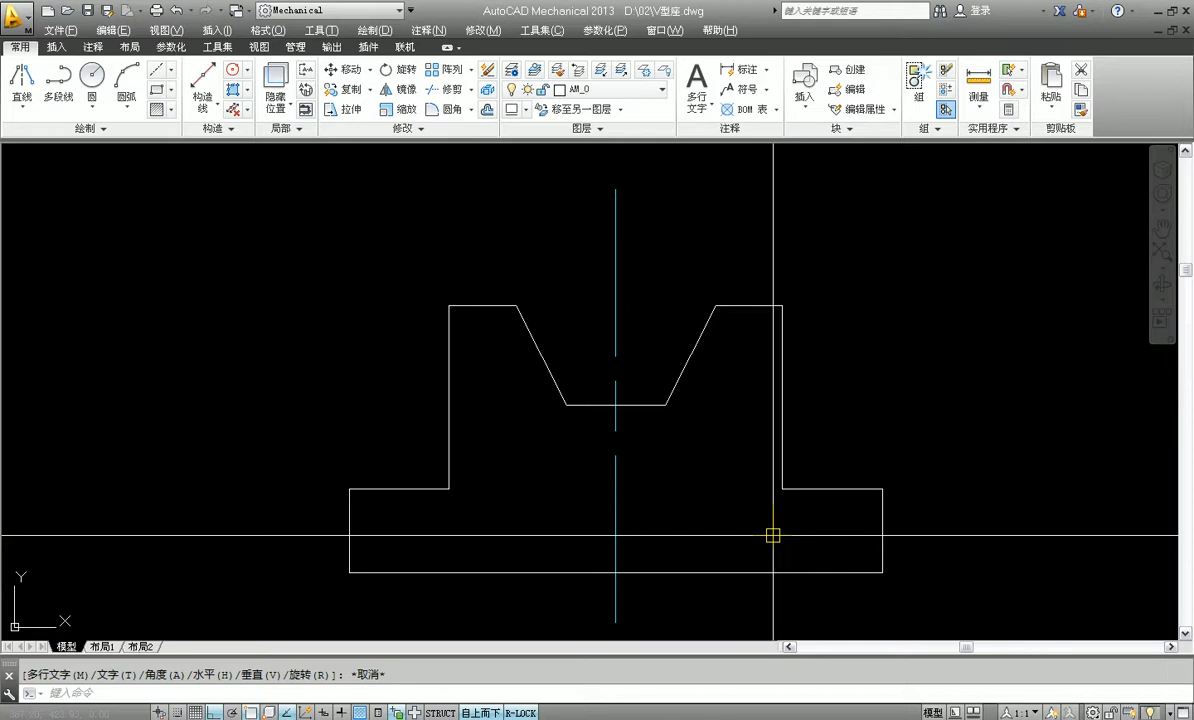 Mechanical
AutoCAD Mechanical 2013 D:\02\V型座.dwg
键入关键字或短语
登录
文件(F) 编辑(E) 视图(V) 插入(I) 格式(O) 工具(T) 绘制(D) 注释(N) 修改(M) 工具集(C) 参数化(P) 窗口(W) 帮助(H)
常用 插入 注释 布局 参数化 工具集 视图 管理 输出 插件 联机
直线 多段线 圆 圆弧 构造线 隐藏位置 移动 旋转 阵列
复制 镜像 修剪
拉伸 缩放 圆角
AM_0
移至另一图层
多行文字 标注 符号 BOM 表
插入 创建 编辑 编辑属性
组 测量 粘贴
绘制 构造 局部 修改 图层 注释 块 组 实用程序 剪贴板
Y
X
模型 布局1 布局2
[多行文字(M)/文字(T)/角度(A)/水平(H)/垂直(V)/旋转(R)]: *取消*
键入命令
STRUCT 自上而下 R-LOCK
模型 1:1